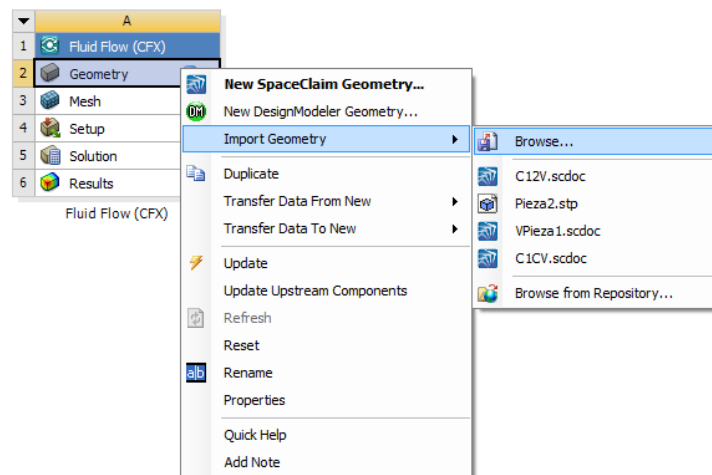 A
1 Fluid Flow (CFX)
2 Geometry
3 Mesh
4 Setup
5 Solution
6 Results
Fluid Flow (CFX)
New SpaceClaim Geometry...
DM New DesignModeler Geometry...
Import Geometry
Duplicate
Transfer Data From New
Transfer Data To New
Update
Update Upstream Components
Refresh
Reset
a|b Rename
Properties
Quick Help
Add Note
Browse...
C12V.scdoc
Pieza2.stp
VPieza1.scdoc
C1CV.scdoc
Browse from Repository...